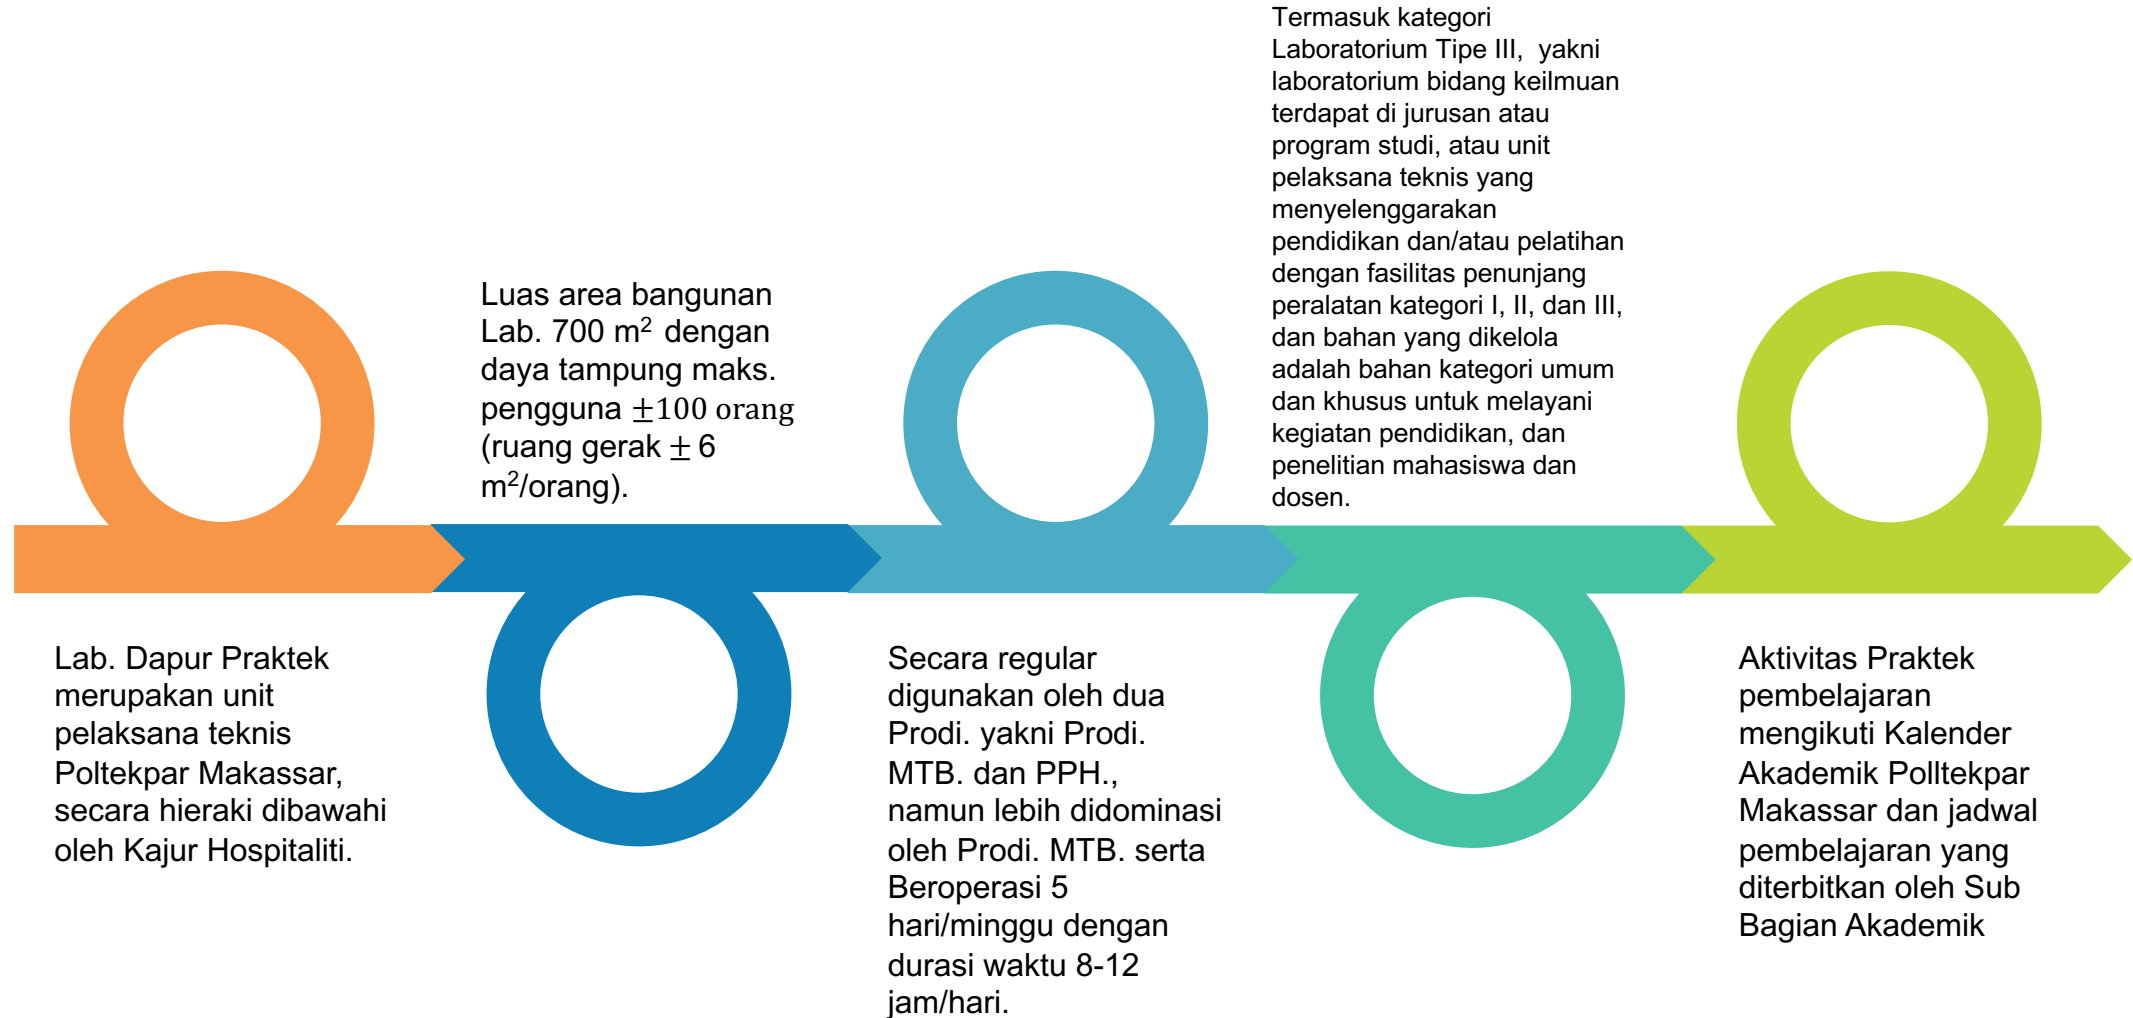 Lab. Dapur Praktek
merupakan unit
pelaksana teknis
Poltekpar Makassar,
secara hieraki dibawahi
oleh Kajur Hospitaliti.
Luas area bangunan
Lab. 700 m² dengan
daya tampung maks.
pengguna ±100 orang
(ruang gerak ± 6
m²/orang).
Secara regular
digunakan oleh dua
Prodi. yakni Prodi.
MTB. dan PPH.,
namun lebih didominasi
oleh Prodi. MTB. serta
Beroperasi 5
hari/minggu dengan
durasi waktu 8-12
jam/hari.
Termasuk kategori
Laboratorium Tipe III, yakni
laboratorium bidang keilmuan
terdapat di jurusan atau
program studi, atau unit
pelaksana teknis yang
menyelenggarakan
pendidikan dan/atau pelatihan
dengan fasilitas penunjang
peralatan kategori I, II, dan III,
dan bahan yang dikelola
adalah bahan kategori umum
dan khusus untuk melayani
kegiatan pendidikan, dan
penelitian mahasiswa dan
dosen.
Aktivitas Praktek
pembelajaran
mengikuti Kalender
Akademik Polltekpar
Makassar dan jadwal
pembelajaran yang
diterbitkan oleh Sub
Bagian Akademik